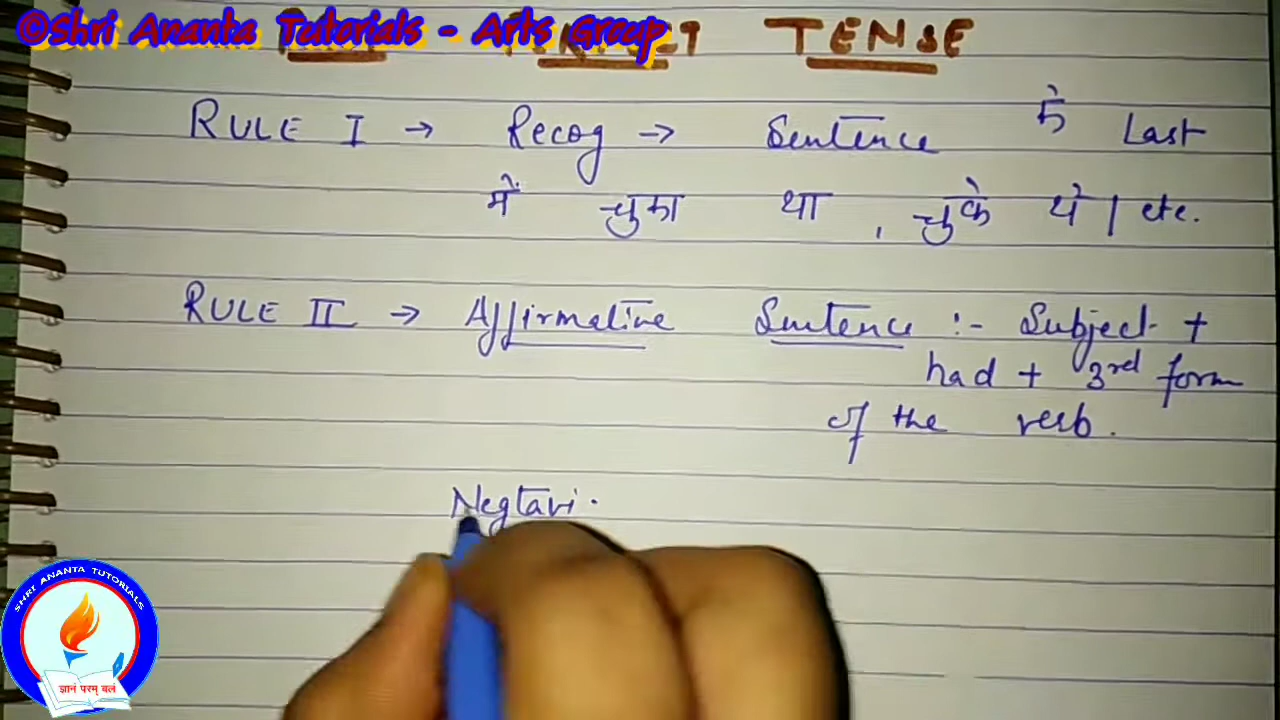 ©Shri Ananta Tutorials - Arts Group
TENSE
RULE I → Recog → Sentence के Last
में चुका था , चुके थे | etc.
RULE II → Affirmative Sentence :- Subject +
had + 3rd form
of the verb.
Negtavi.
SHRI ANANTA TUTORIALS
ज्ञानं परम् बलं